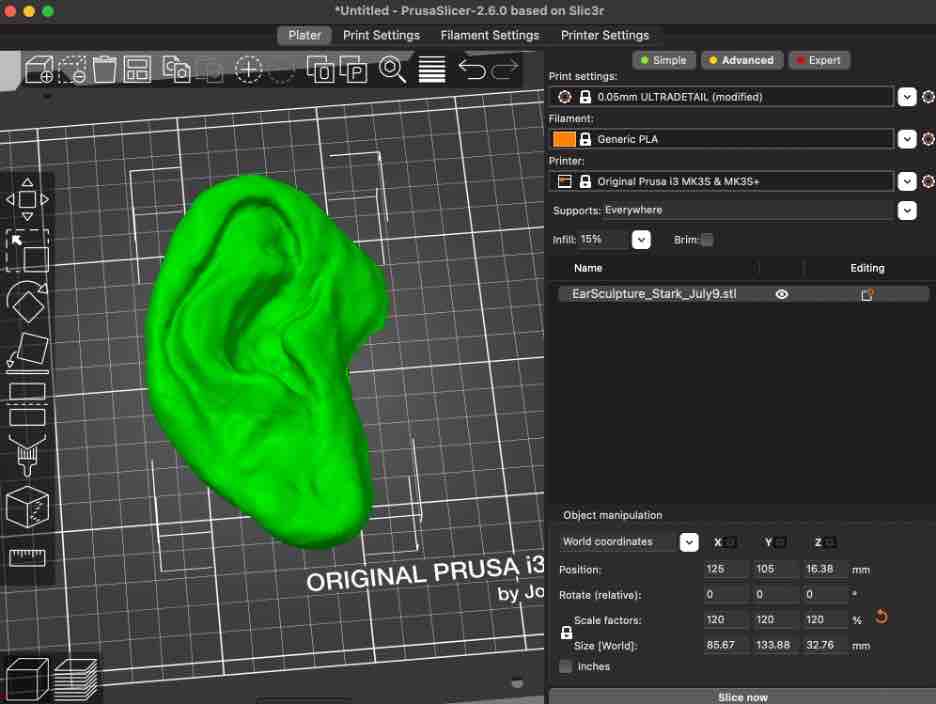 *Untitled - PrusaSlicer-2.6.0 based on Slic3r
Plater Print Settings Filament Settings Printer Settings
Simple Advanced Expert
Print settings:
0.05mm ULTRADETAIL (modified)
Filament:
Generic PLA
Printer:
Original Prusa i3 MK3S & MK3S+
Supports: Everywhere
Infill: 15% Brim:
Name Editing
EarSculpture_Stark_July9.stl
Object manipulation
World coordinates X Y Z
Position: 125 105 16.38 mm
Rotate (relative): 0 0 0 °
Scale factors: 120 120 120 %
Size [World]: 85.67 133.88 32.76 mm
Inches
Slice now
O P
ORIGINAL PRUSA i3
by Jo